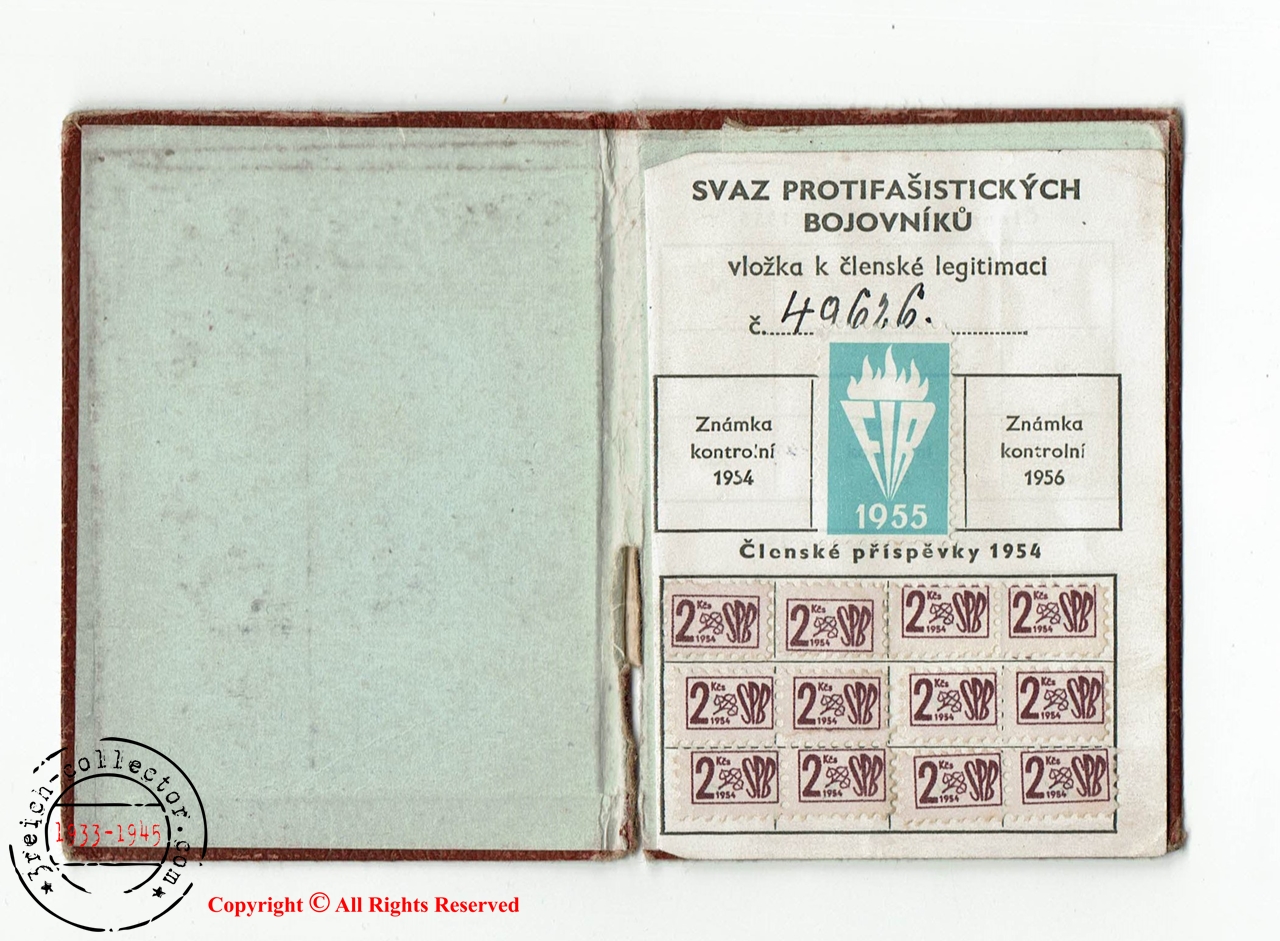 SVAZ PROTIFAŠISTICKÝCH
BOJOVNÍKŮ
vložka k členské legitimaci
č. 49626.
Známka
kontrolní
1954
FIR
1955
Známka
kontrolní
1956
Členské příspěvky 1954
2 Kčs 1954 SPB
2 Kčs 1954 SPB
2 Kčs 1954 SPB
2 Kčs 1954 SPB
2 Kčs 1954 SPB
2 Kčs 1954 SPB
2 Kčs 1954 SPB
2 Kčs 1954 SPB
2 Kčs 1954 SPB
2 Kčs 1954 SPB
2 Kčs 1954 SPB
2 Kčs 1954 SPB
3reich-collector.com
1933-1945
Copyright © All Rights Reserved